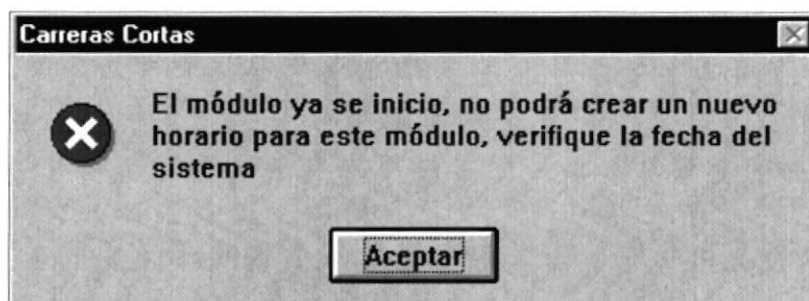 Carreras Cortas
El módulo ya se inicio, no podrá crear un nuevo
horario para este módulo, verifique la fecha del
sistema
Aceptar